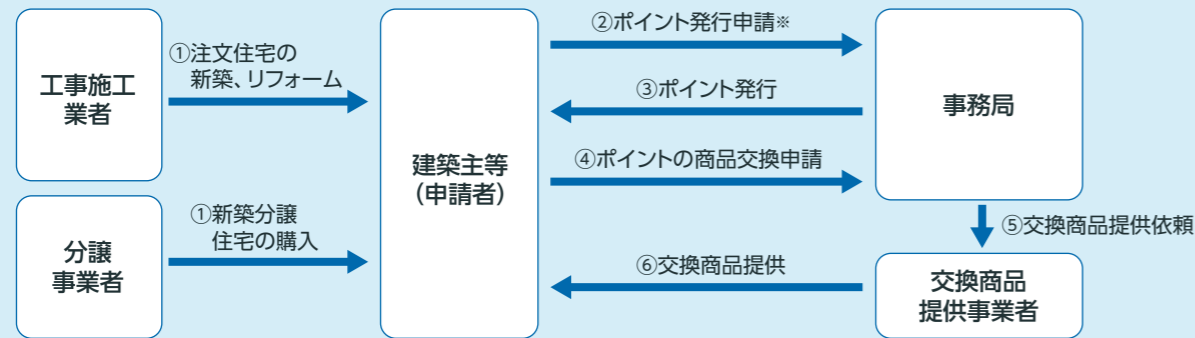 工事施工
業者
①注文住宅の
新築、リフォーム
分譲
事業者
①新築分譲
住宅の購入
建築主等
（申請者）
②ポイント発行申請※
③ポイント発行
④ポイントの商品交換申請
事務局
⑤交換商品提供依頼
⑥交換商品提供
交換商品
提供事業者